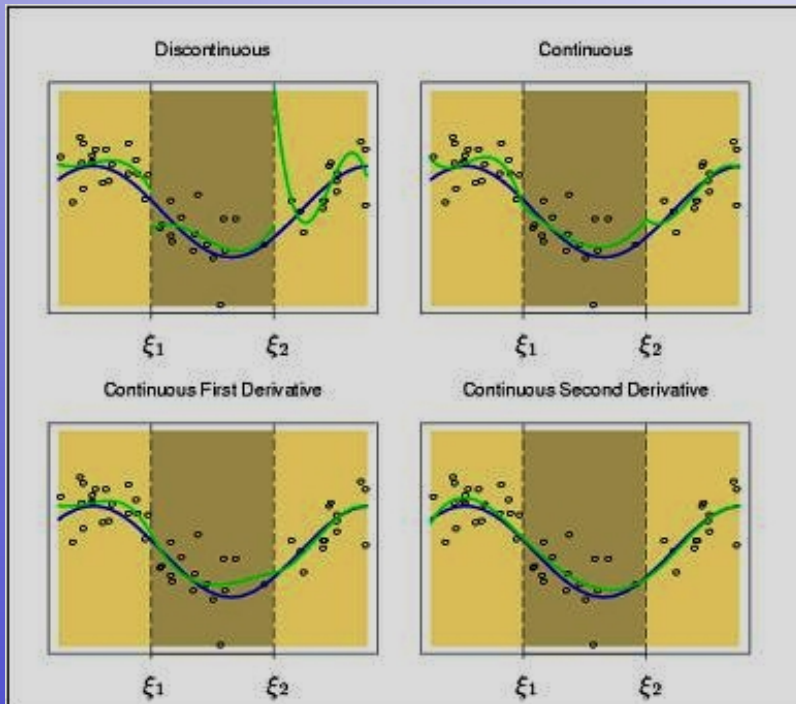 Discontinuous
Continuous
ξ1
ξ2
ξ1
ξ2
Continuous First Derivative
Continuous Second Derivative
ξ1
ξ2
ξ1
ξ2